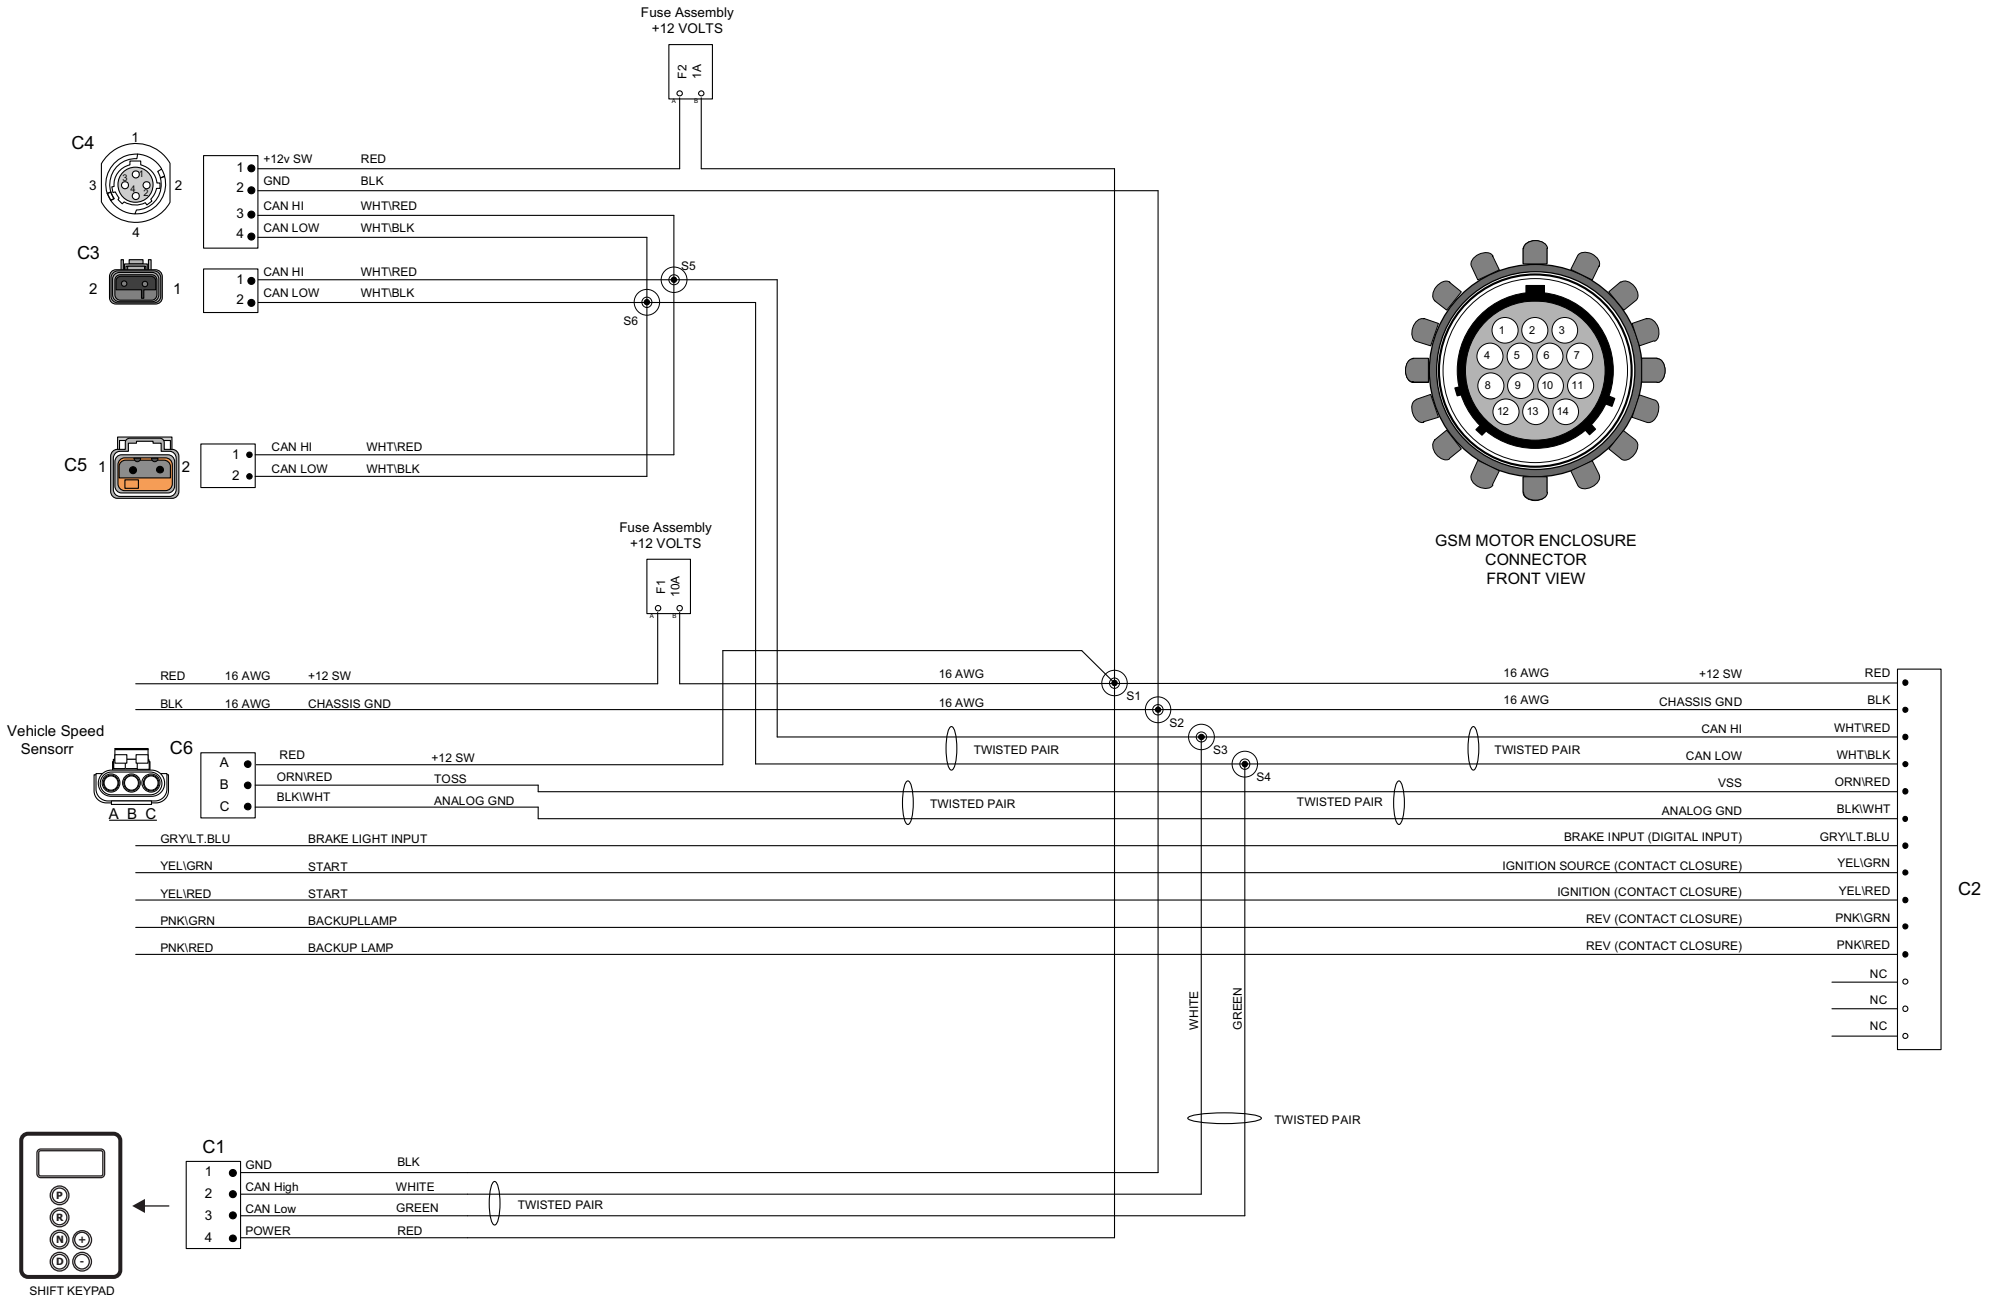 Fuse Assembly
+12 VOLTS
F2
1A
A
B
C4
1
3
2
4
3
1
4
2
1
+12v SW
RED
2
GND
BLK
3
CAN HI
WHT\RED
4
CAN LOW
WHT\BLK
C3
2
1
1
CAN HI
WHT\RED
2
CAN LOW
WHT\BLK
S5
S6
C5
1
2
1
CAN HI
WHT\RED
2
CAN LOW
WHT\BLK
1
2
3
4
5
6
7
8
9
10
11
12
13
14
GSM MOTOR ENCLOSURE
CONNECTOR
FRONT VIEW
Fuse Assembly
+12 VOLTS
F1
10A
A
B
RED
16 AWG
+12 SW
16 AWG
16 AWG
+12 SW
RED
S1
BLK
16 AWG
CHASSIS GND
16 AWG
16 AWG
CHASSIS GND
BLK
S2
Vehicle Speed
Sensorr
C6
A B C
CAN HI
WHT\RED
S3
TWISTED PAIR
TWISTED PAIR
A
RED
+12 SW
CAN LOW
WHT\BLK
S4
B
ORN\RED
TOSS
VSS
ORN\RED
TWISTED PAIR
TWISTED PAIR
C
BLK\WHT
ANALOG GND
ANALOG GND
BLK\WHT
GRY\LT.BLU
BRAKE LIGHT INPUT
BRAKE INPUT (DIGITAL INPUT)
GRY\LT.BLU
YEL\GRN
START
IGNITION SOURCE (CONTACT CLOSURE)
YEL\GRN
YEL\RED
START
IGNITION (CONTACT CLOSURE)
YEL\RED
C2
PNK\GRN
BACKUPLLAMP
REV (CONTACT CLOSURE)
PNK\GRN
PNK\RED
BACKUP LAMP
REV (CONTACT CLOSURE)
PNK\RED
NC
NC
NC
WHITE
GREEN
TWISTED PAIR
C1
1
GND
BLK
2
CAN High
WHITE
3
CAN Low
GREEN
TWISTED PAIR
4
POWER
RED
P
R
N
+
D
-
SHIFT KEYPAD